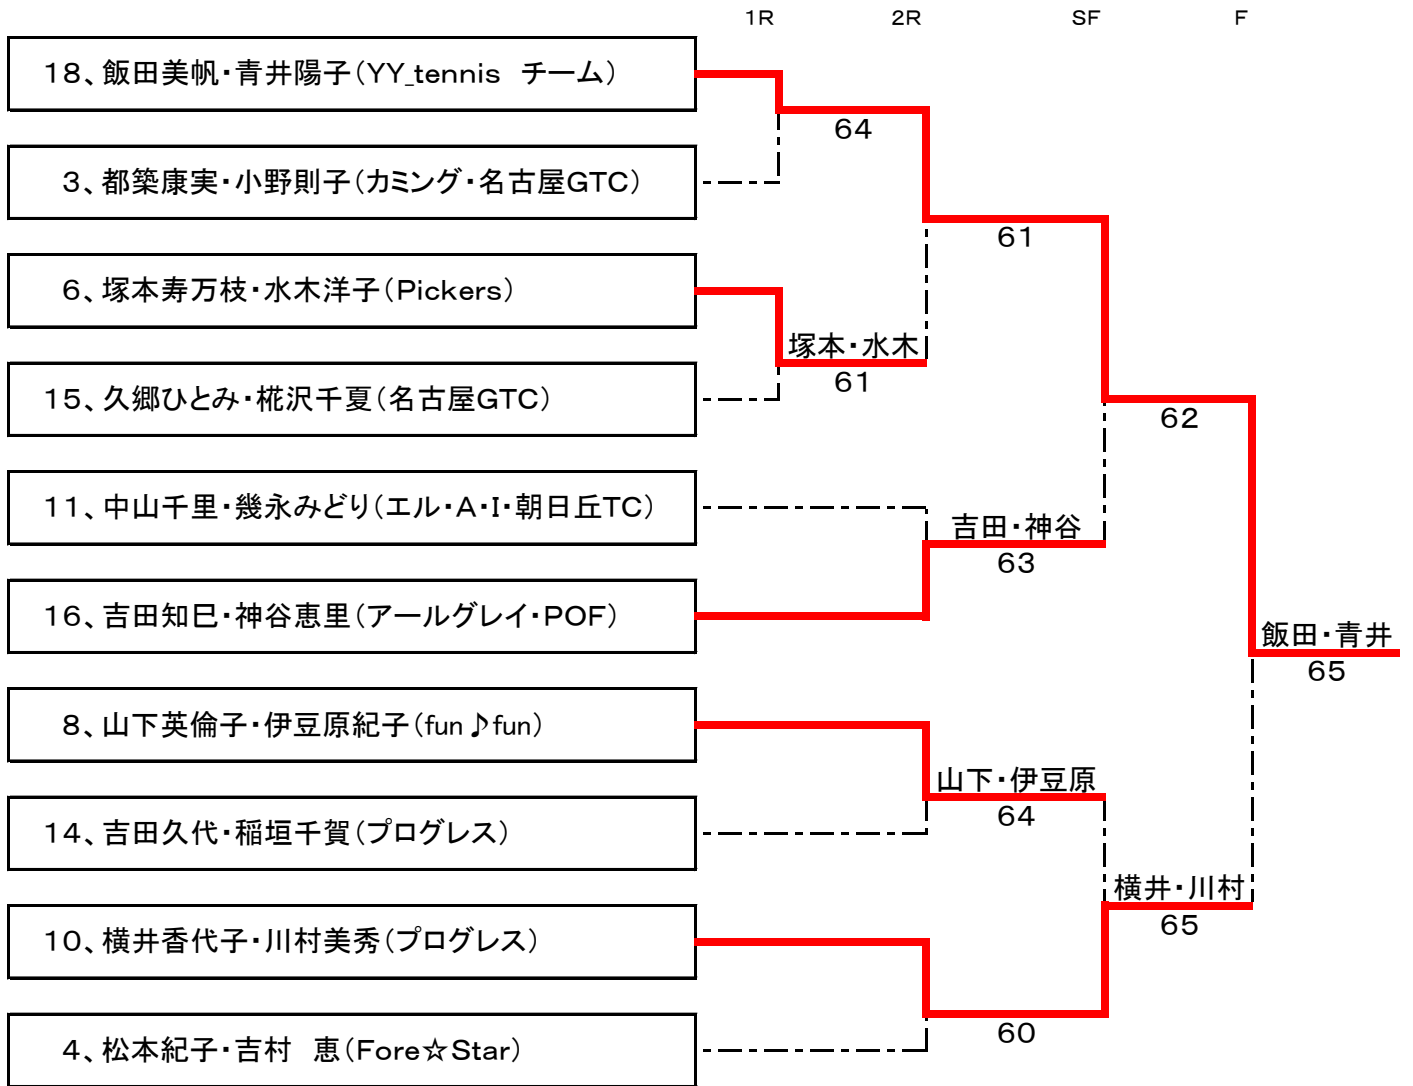 1R 2R SF F
18、飯田美帆・青井陽子(YY_tennis　チーム)
64
3、都築康実・小野則子(カミング・名古屋GTC)
61
6、塚本寿万枝・水木洋子(Pickers)
塚本・水木
61
15、久郷ひとみ・椛沢千夏(名古屋GTC)
62
11、中山千里・幾永みどり(エル・A・I・朝日丘TC)
吉田・神谷
63
16、吉田知巳・神谷恵里(アールグレイ・POF)
飯田・青井
65
8、山下英倫子・伊豆原紀子(fun♪fun)
山下・伊豆原
64
14、吉田久代・稲垣千賀(プログレス)
横井・川村
65
10、横井香代子・川村美秀(プログレス)
60
4、松本紀子・吉村　恵(Fore☆Star)